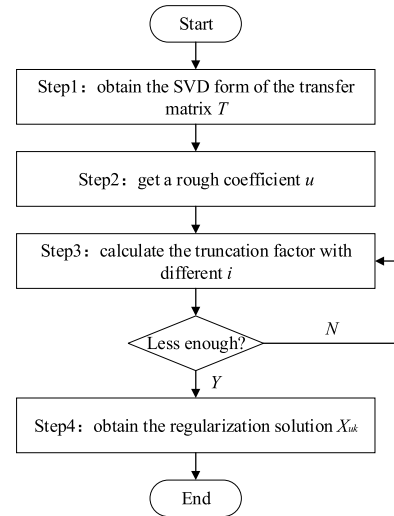 Start
Step1：obtain the SVD form of the transfer
matrix T
Step2：get a rough coefficient u
Step3：calculate the truncation factor with
different i
Less enough?
N
Y
Step4：obtain the regularization solution Xuk
End